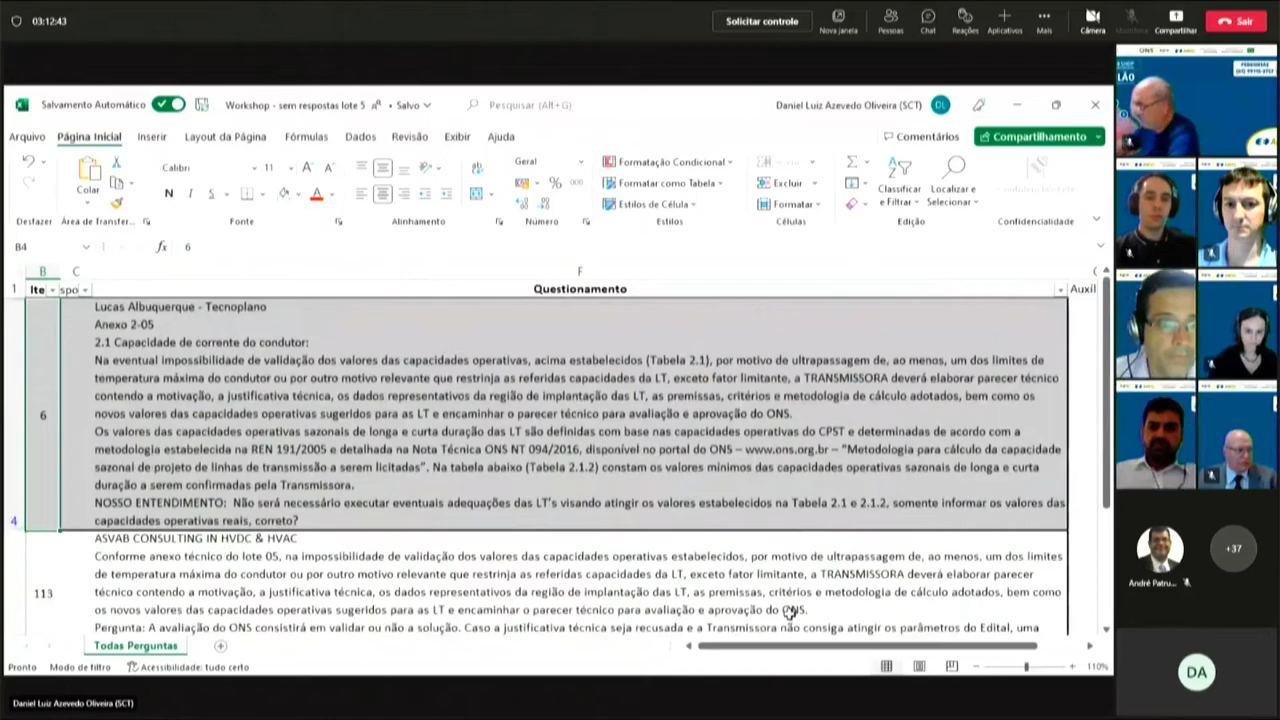 03:12:43
Solicitar controle
Nova janela
Pessoas
Chat
Reações
Aplicativos
Mais
Câmera
Compartilhar
Sair
ONS
LÃO
PERGUNTAS
Salvamento Automático
Workshop - sem respostas lote 5
• Salvo
Pesquisar (Alt+G)
Daniel Luiz Azevedo Oliveira (SCT)
Arquivo
Página Inicial
Inserir
Layout da Página
Fórmulas
Dados
Revisão
Exibir
Ajuda
Comentários
Compartilhamento
Colar
Calibri
11
N I S
Geral
Formatação Condicional
Formatar como Tabela
Estilos de Célula
Excluir
Formatar
Classificar e Filtrar
Localizar e Selecionar
Desfazer
Área de Transfer...
Fonte
Alinhamento
Número
Estilos
Células
Edição
Confidencialidade
B4
fx 6
B C F
1 Ite spo Questionamento Auxil
Lucas Albuquerque - Tecnoplano
Anexo 2-05
2.1 Capacidade de corrente do condutor:
Na eventual impossibilidade de validação dos valores das capacidades operativas, acima estabelecidos (Tabela 2.1), por motivo de ultrapassagem de, ao menos, um dos limites de
temperatura máxima do condutor ou por outro motivo relevante que restrinja as referidas capacidades da LT, exceto fator limitante, a TRANSMISSORA deverá elaborar parecer técnico
contendo a motivação, a justificativa técnica, os dados representativos da região de implantação das LT, as premissas, critérios e metodologia de cálculo adotados, bem como os
6
novos valores das capacidades operativas sugeridos para as LT e encaminhar o parecer técnico para avaliação e aprovação do ONS.
Os valores das capacidades operativas sazonais de longa e curta duração das LT são definidas com base nas capacidades operativas do CPST e determinadas de acordo com a
metodologia estabelecida na REN 191/2005 e detalhada na Nota Técnica ONS NT 094/2016, disponível no portal do ONS – www.ons.org.br – "Metodologia para cálculo da capacidade
sazonal de projeto de linhas de transmissão a serem licitadas". Na tabela abaixo (Tabela 2.1.2) constam os valores mínimos das capacidades operativas sazonais de longa e curta
duração a serem confirmadas pela Transmissora.
NOSSO ENTENDIMENTO: Não será necessário executar eventuais adequações das LT's visando atingir os valores estabelecidos na Tabela 2.1 e 2.1.2, somente informar os valores das
4 capacidades operativas reais, correto?
ASVAB CONSULTING IN HVDC & HVAC
Conforme anexo técnico do lote 05, na impossibilidade de validação dos valores das capacidades operativas estabelecidos, por motivo de ultrapassagem de, ao menos, um dos limites
de temperatura máxima do condutor ou por outro motivo relevante que restrinja as referidas capacidades da LT, exceto fator limitante, a TRANSMISSORA deverá elaborar parecer
113 técnico contendo a motivação, a justificativa técnica, os dados representativos da região de implantação das LT, as premissas, critérios e metodologia de cálculo adotados, bem como
os novos valores das capacidades operativas sugeridos para as LT e encaminhar o parecer técnico para avaliação e aprovação do ONS.
Pergunta: A avaliação do ONS consistirá em validar ou não a solução. Caso a justificativa técnica seja recusada e a Transmissora não consiga atingir os parâmetros do Edital, uma
Todas Perguntas
Pronto
Modo de filtro
Acessibilidade: tudo certo
110%
André Patru...
+37
DA
Daniel Luiz Azevedo Oliveira (SCT)